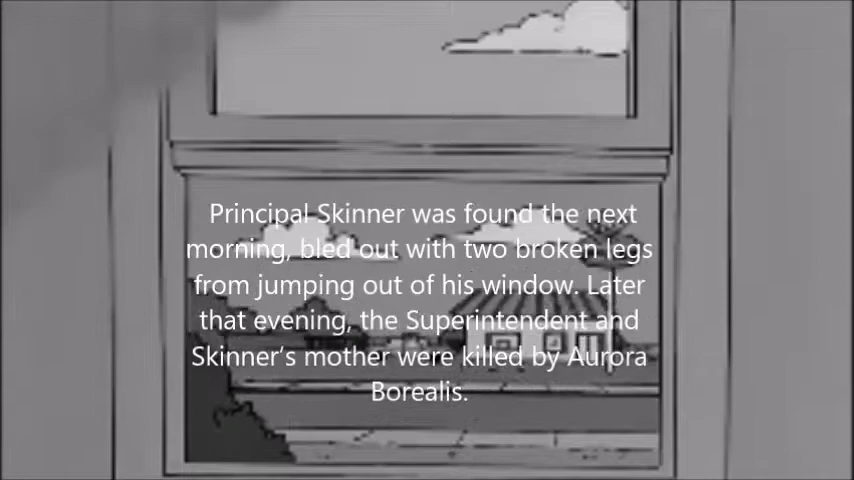 Principal Skinner was found the next
morning, bled out with two broken legs
from jumping out of his window. Later
that evening, the Superintendent and
Skinner’s mother were killed by Aurora
Borealis.